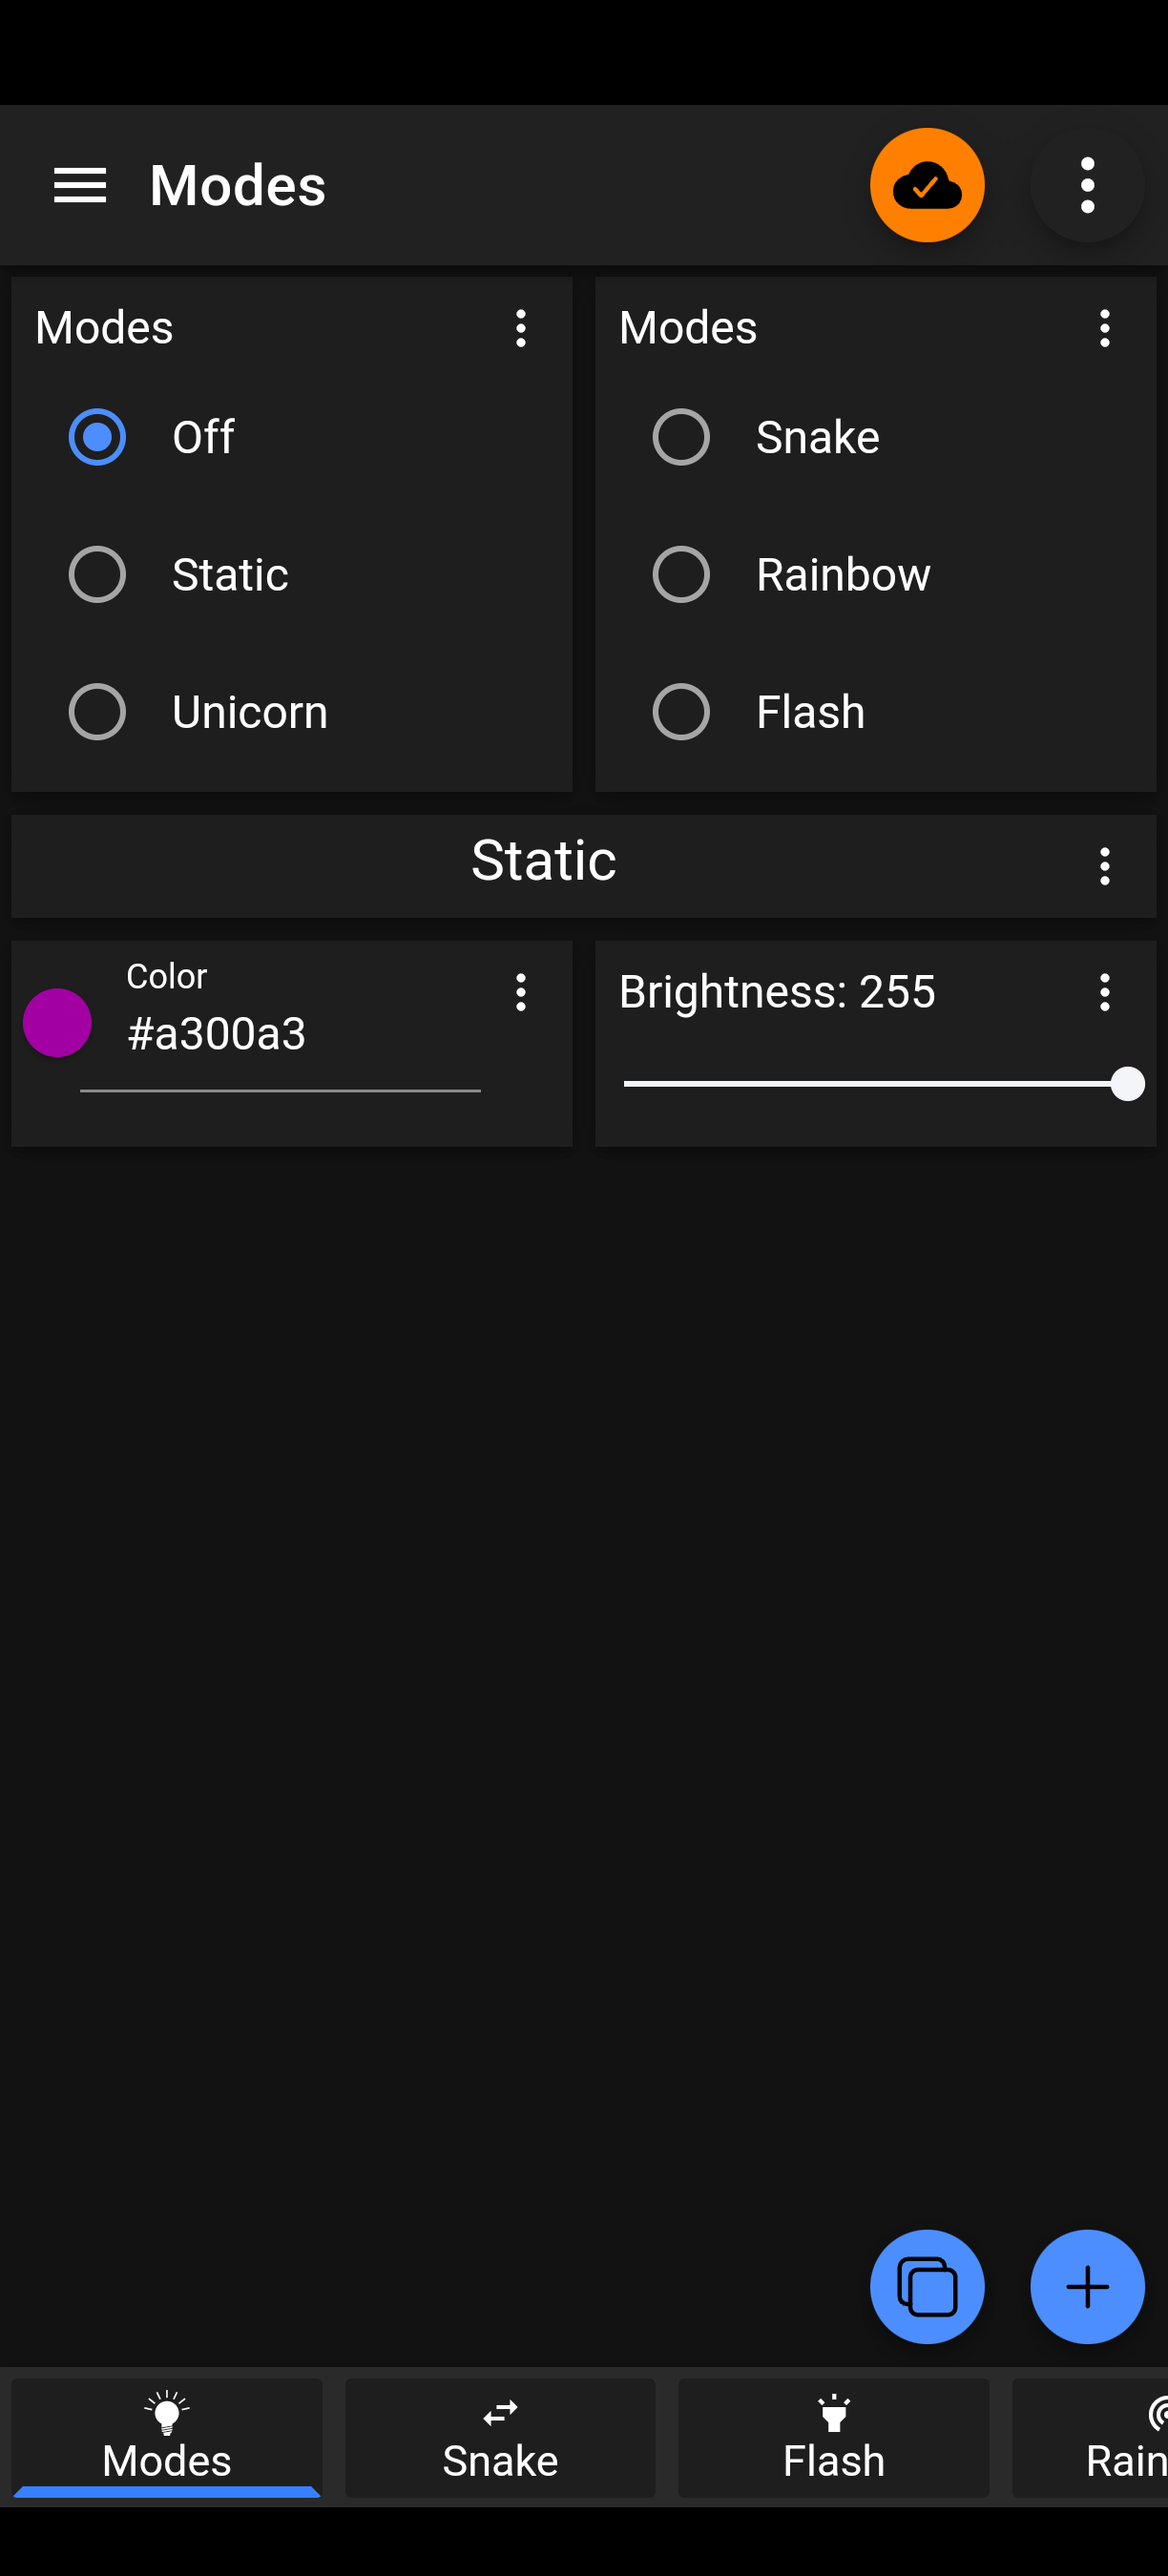 Modes
Modes
Off
Static
Unicorn
Modes
Snake
Rainbow
Flash
Static
Color
#a300a3
Brightness: 255
Modes
Snake
Flash
Rain